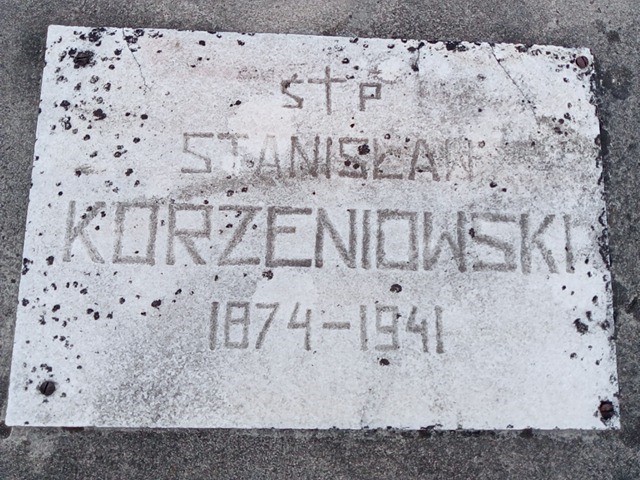 S†P
STANISŁAW
KORZENIOWSKI
1874-1941